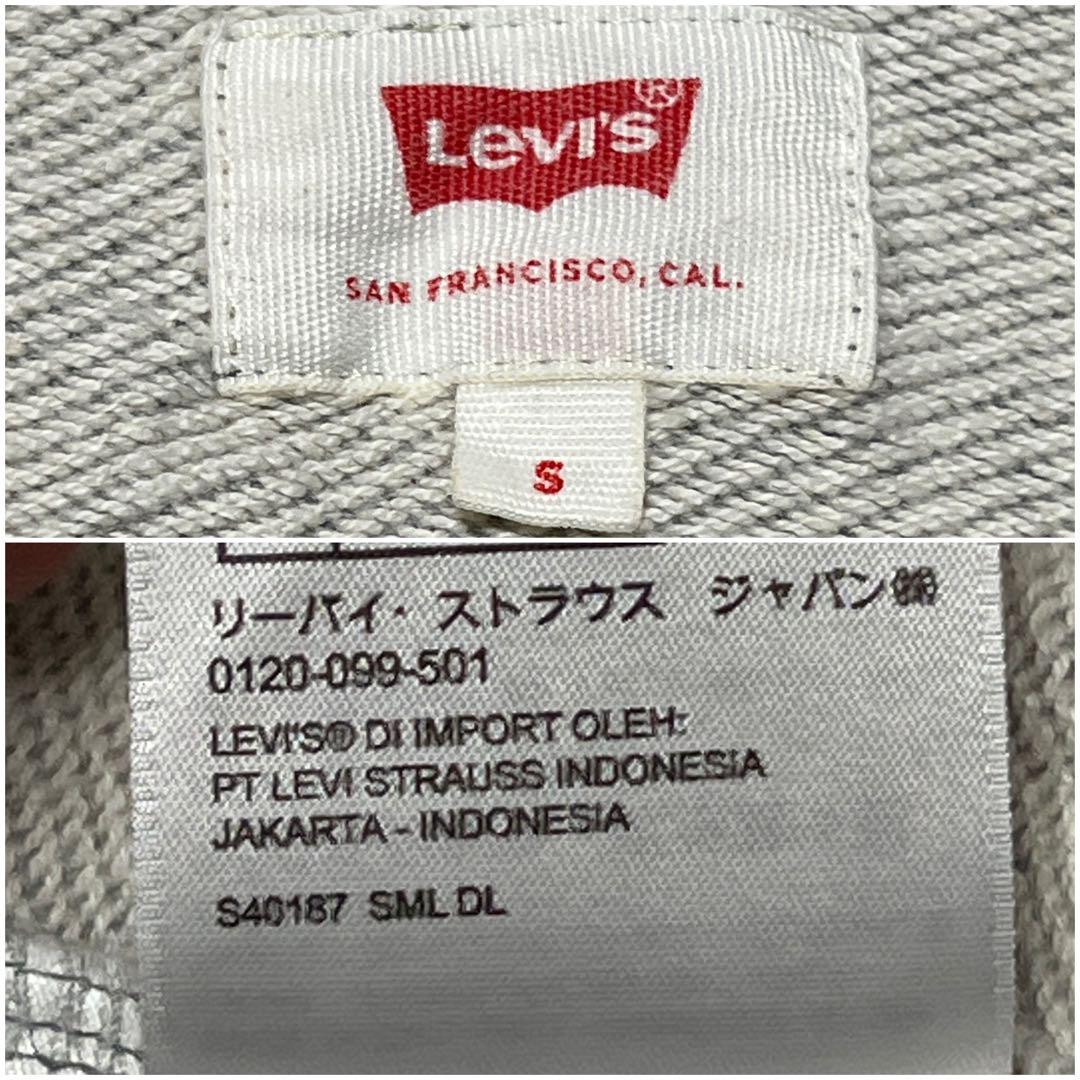 Levi's®
SAN FRANCISCO, CAL.
S
リーバイ・ストラウス ジャパン㈱
0120-099-501
LEVI'S® DI IMPORT OLEH:
PT LEVI STRAUSS INDONESIA
JAKARTA - INDONESIA
S40187 SML DL